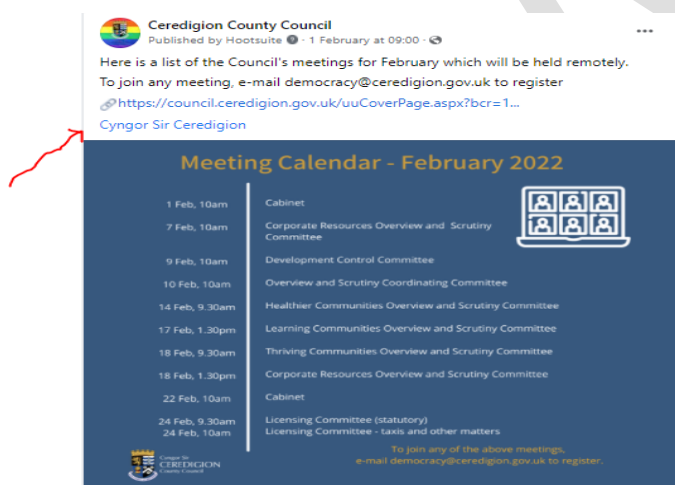 Ceredigion County Council
Published by Hootsuite · 1 February at 09:00 ·
Here is a list of the Council's meetings for February which will be held remotely.
To join any meeting, e-mail democracy@ceredigion.gov.uk to register
https://council.ceredigion.gov.uk/uuCoverPage.aspx?bcr=1...
Cyngor Sir Ceredigion
Meeting Calendar - February 2022
1 Feb, 10am Cabinet
7 Feb, 10am Corporate Resources Overview and Scrutiny
Committee
9 Feb, 10am Development Control Committee
10 Feb, 10am Overview and Scrutiny Coordinating Committee
14 Feb, 9.30am Healthier Communities Overview and Scrutiny Committee
17 Feb, 1.30pm Learning Communities Overview and Scrutiny Committee
18 Feb, 9.30am Thriving Communities Overview and Scrutiny Committee
18 Feb, 1.30pm Corporate Resources Overview and Scrutiny Committee
22 Feb, 10am Cabinet
24 Feb, 9.30am Licensing Committee (statutory)
24 Feb, 10am Licensing Committee - taxis and other matters
To join any of the above meetings,
e-mail democracy@ceredigion.gov.uk to register.
Cyngor Sir
CEREDIGION
County Council